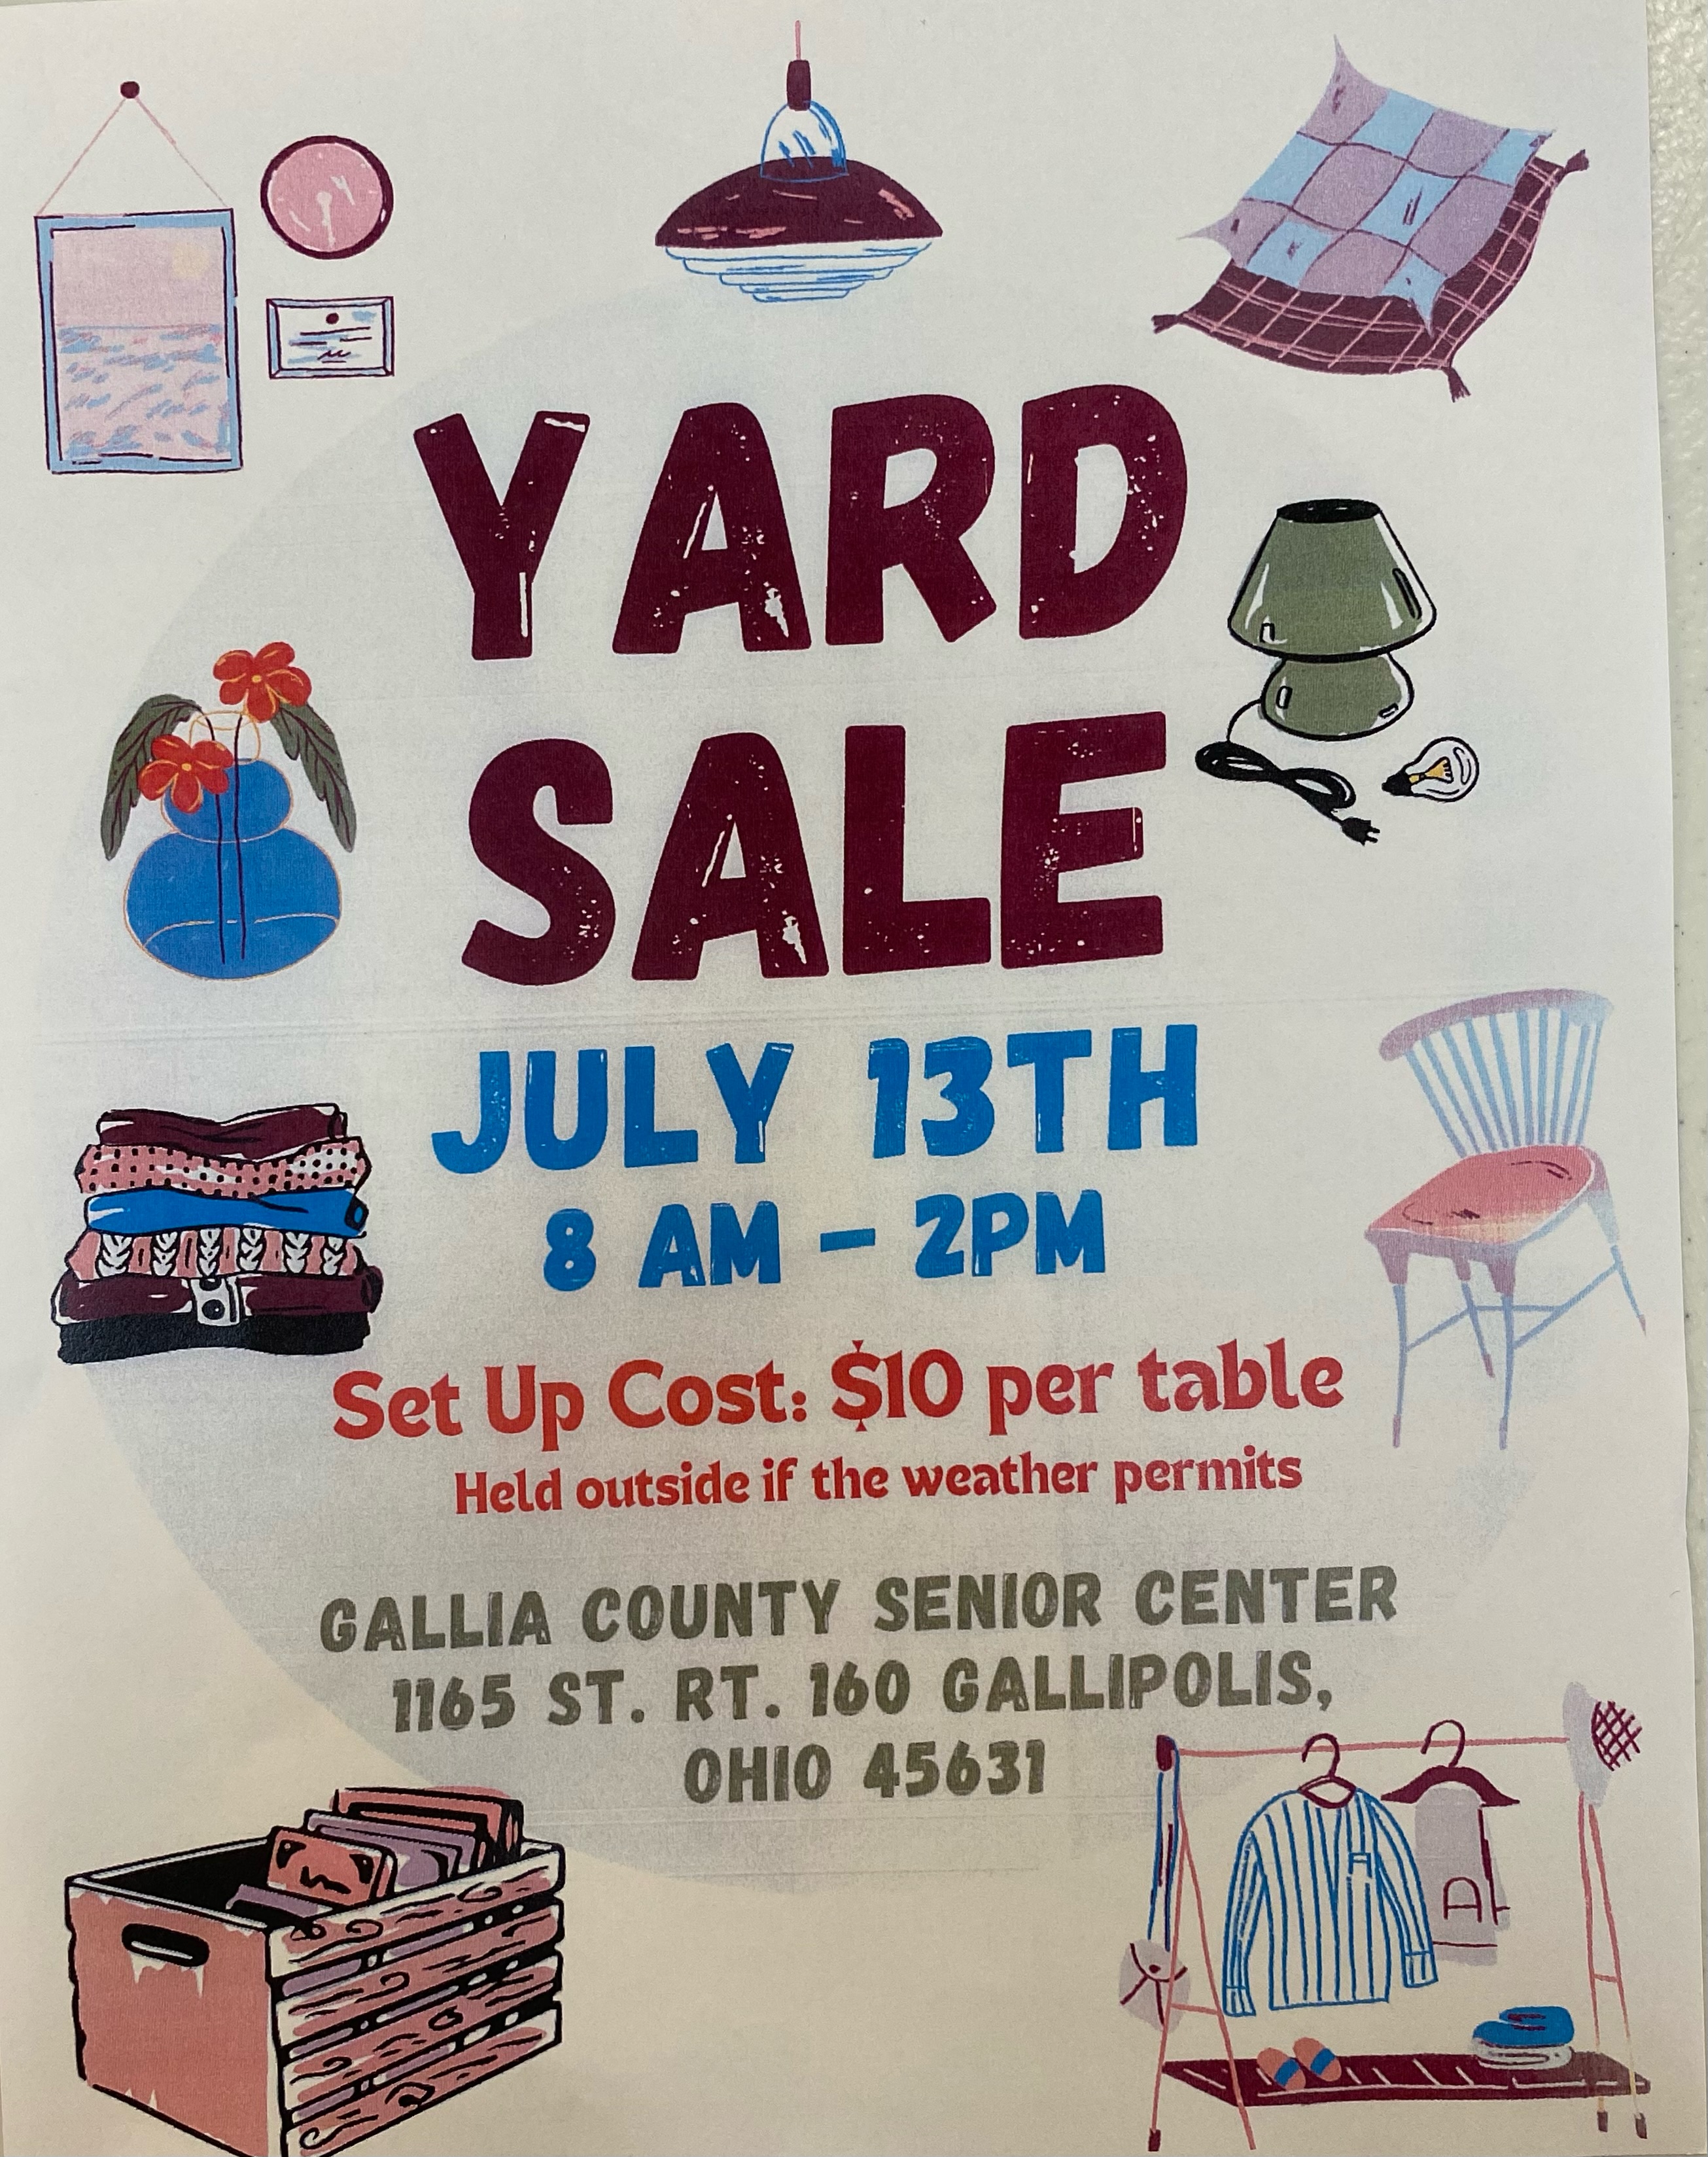 YARD
SALE
JULY 13TH
8 AM – 2PM
Set Up Cost: $10 per table
Held outside if the weather permits
GALLIA COUNTY SENIOR CENTER
1165 ST. RT. 160 GALLIPOLIS,
OHIO 45631